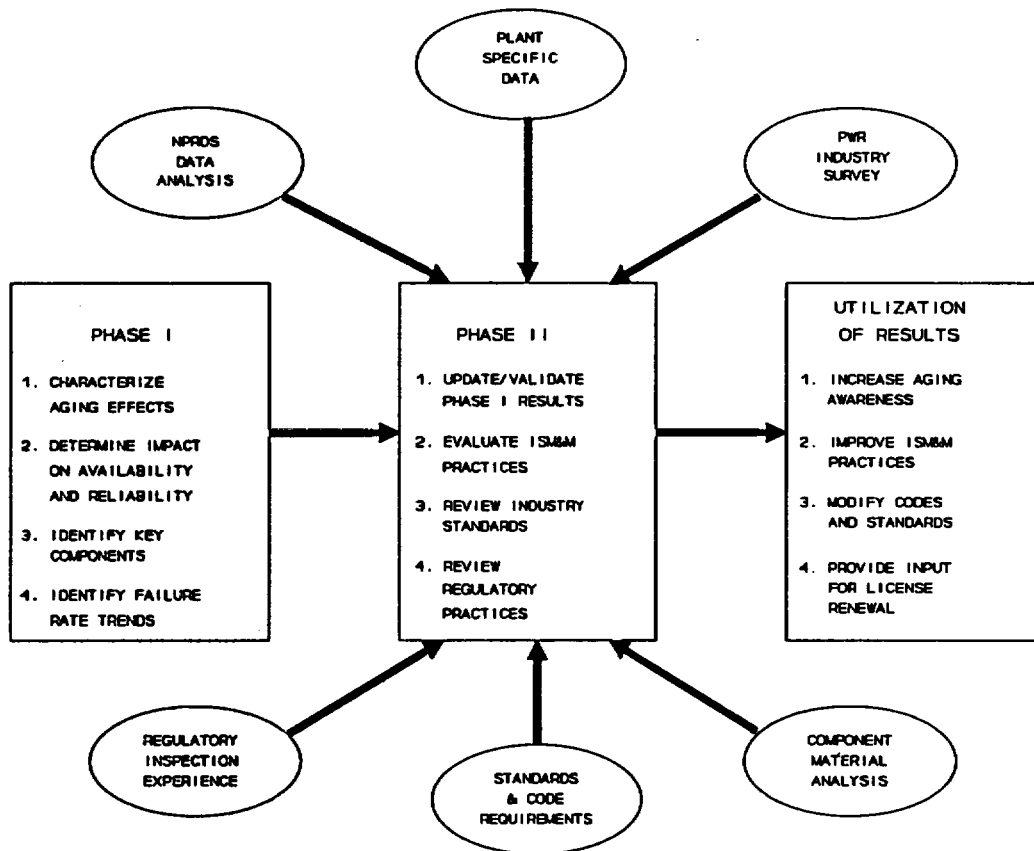 PLANT
SPECIFIC
DATA
NPRDS
DATA
ANALYSIS
PWR
INDUSTRY
SURVEY
PHASE I
1. CHARACTERIZE
AGING EFFECTS
2. DETERMINE IMPACT
ON AVAILABILITY
AND RELIABILITY
3. IDENTIFY KEY
COMPONENTS
4. IDENTIFY FAILURE
RATE TRENDS
PHASE II
1. UPDATE/VALIDATE
PHASE I RESULTS
2. EVALUATE ISM&M
PRACTICES
3. REVIEW INDUSTRY
STANDARDS
4. REVIEW
REGULATORY
PRACTICES
UTILIZATION
OF RESULTS
1. INCREASE AGING
AWARENESS
2. IMPROVE ISM&M
PRACTICES
3. MODIFY CODES
AND STANDARDS
4. PROVIDE INPUT
FOR LICENSE
RENEWAL
REGULATORY
INSPECTION
EXPERIENCE
STANDARDS
& CODE
REQUIREMENTS
COMPONENT
MATERIAL
ANALYSIS